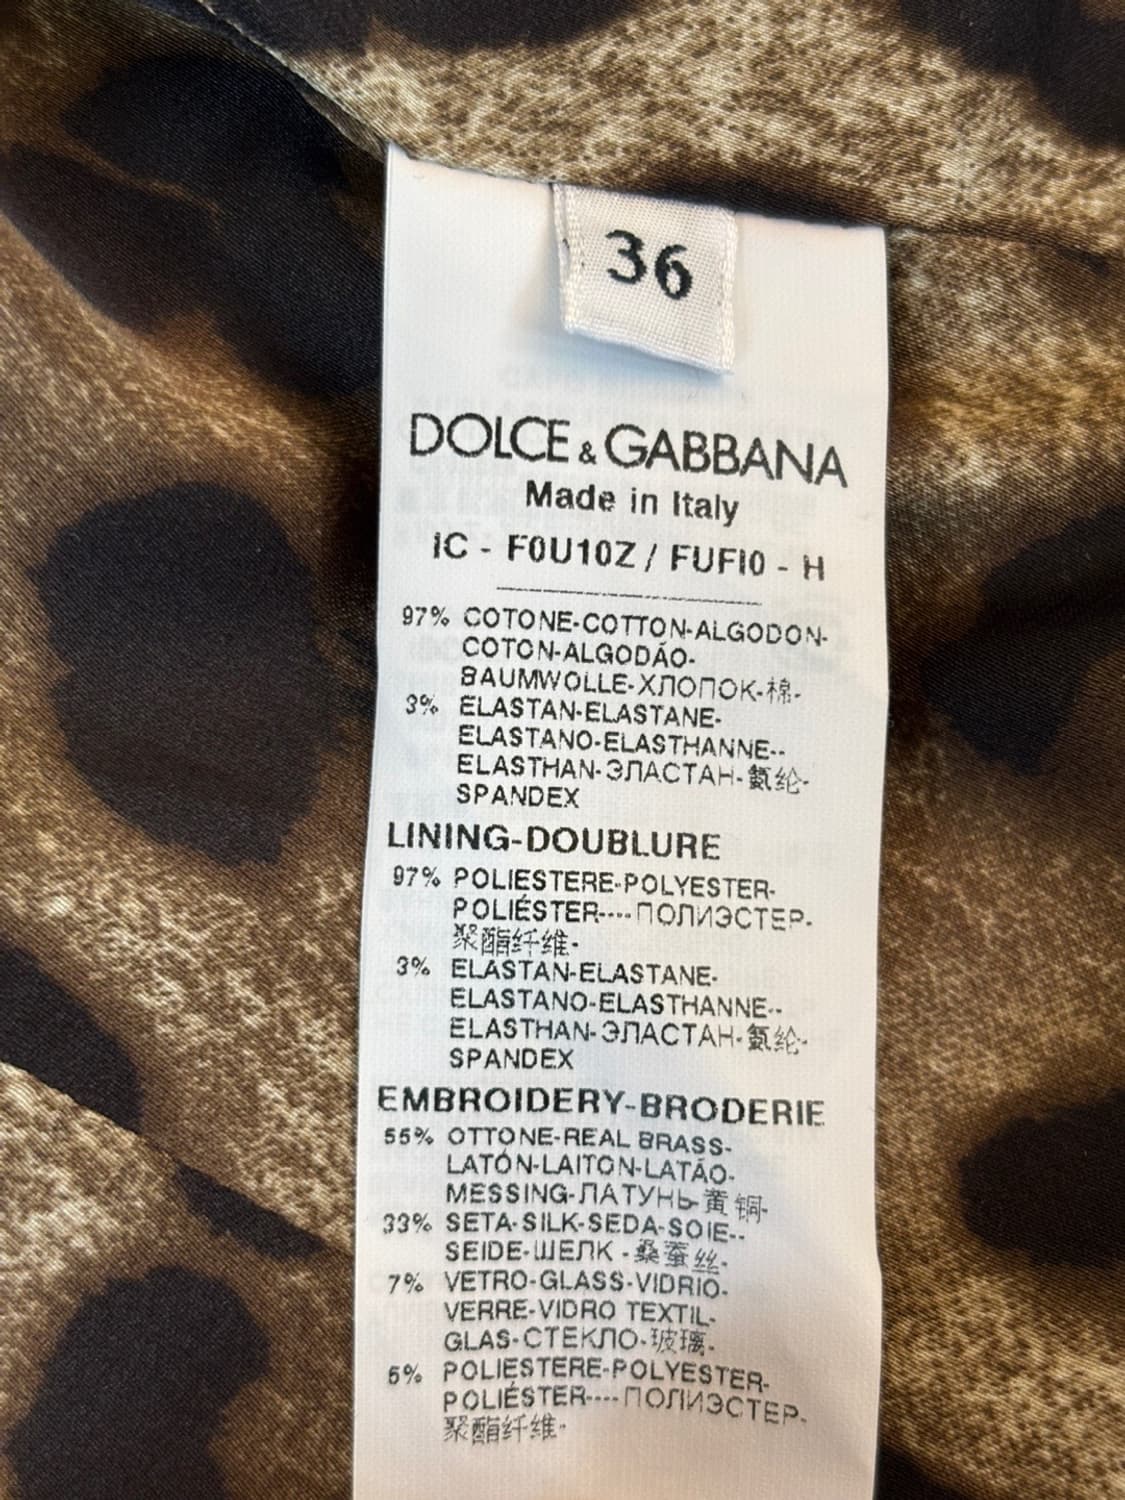 36
DOLCE & GABBANA
Made in Italy
IC - F0U10Z / FUFI0 - H
97% COTONE-COTTON-ALGODON-
COTON-ALGODÃO-
BAUMWOLLE-ХЛОПОК-棉-
3% ELASTAN-ELASTANE-
ELASTANO-ELASTHANNE--
ELASTHAN-ЭЛАСТАН-氨纶-
SPANDEX
LINING-DOUBLURE
97% POLIESTERE-POLYESTER-
POLIÉSTER----ПОЛИЭСТЕР-
聚酯纤维-
3% ELASTAN-ELASTANE-
ELASTANO-ELASTHANNE--
ELASTHAN-ЭЛАСТАН-氨纶-
SPANDEX
EMBROIDERY-BRODERIE
55% OTTONE-REAL BRASS-
LATÓN-LAITON-LATÃO-
MESSING-ЛАТУНЬ-黄铜-
33% SETA-SILK-SEDA-SOIE--
SEIDE-ШЕЛК -桑蚕丝-
7% VETRO-GLASS-VIDRIO-
VERRE-VIDRO TEXTIL-
GLAS-СТЕКЛО-玻璃-
5% POLIESTERE-POLYESTER-
POLIÉSTER----ПОЛИЭСТЕР-
聚酯纤维-